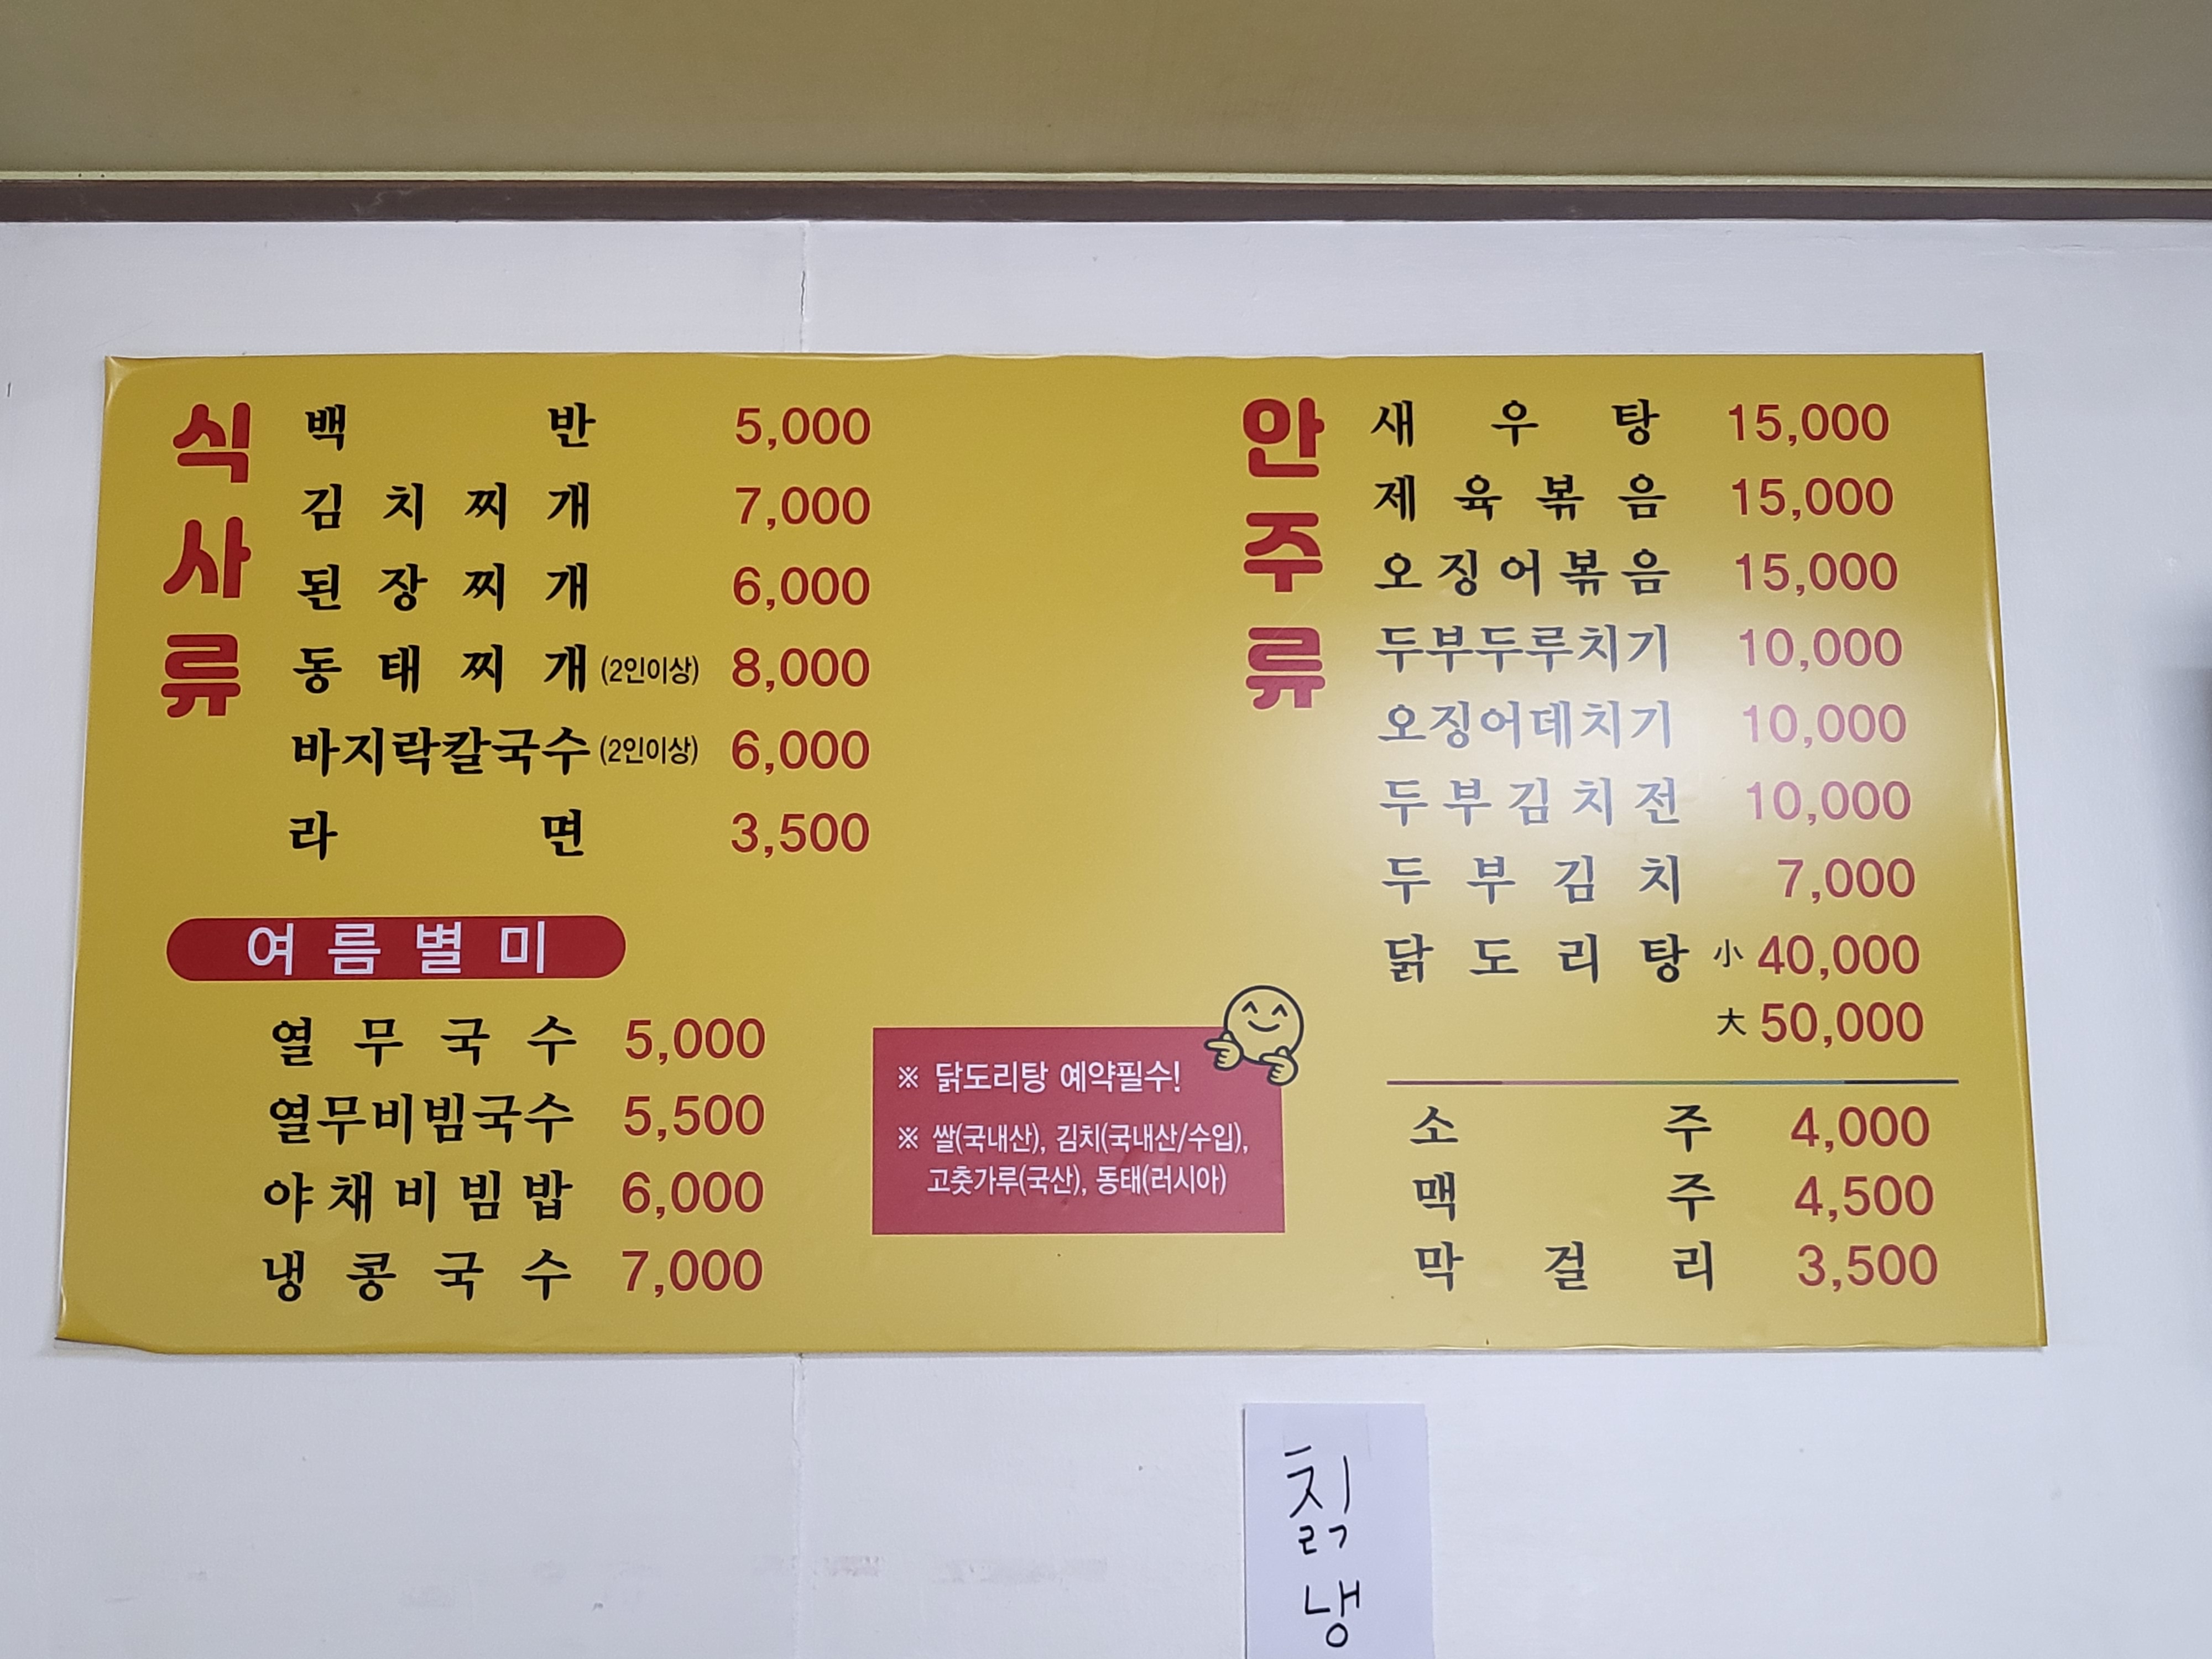 식사류
백반 5,000
김치찌개 7,000
된장찌개 6,000
동태찌개 (2인이상) 8,000
바지락칼국수 (2인이상) 6,000
라면 3,500
여름별미
열무국수 5,000
열무비빔국수 5,500
야채비빔밥 6,000
냉콩국수 7,000
※ 닭도리탕 예약필수!
※ 쌀(국내산), 김치(국내산/수입),
고춧가루(국산), 동태(러시아)
안주류
새우탕 15,000
제육볶음 15,000
오징어볶음 15,000
두부두루치기 10,000
오징어데치기 10,000
두부김치전 10,000
두부김치 7,000
닭도리탕 小 40,000
大 50,000
소주 4,000
맥주 4,500
막걸리 3,500
칡
냉